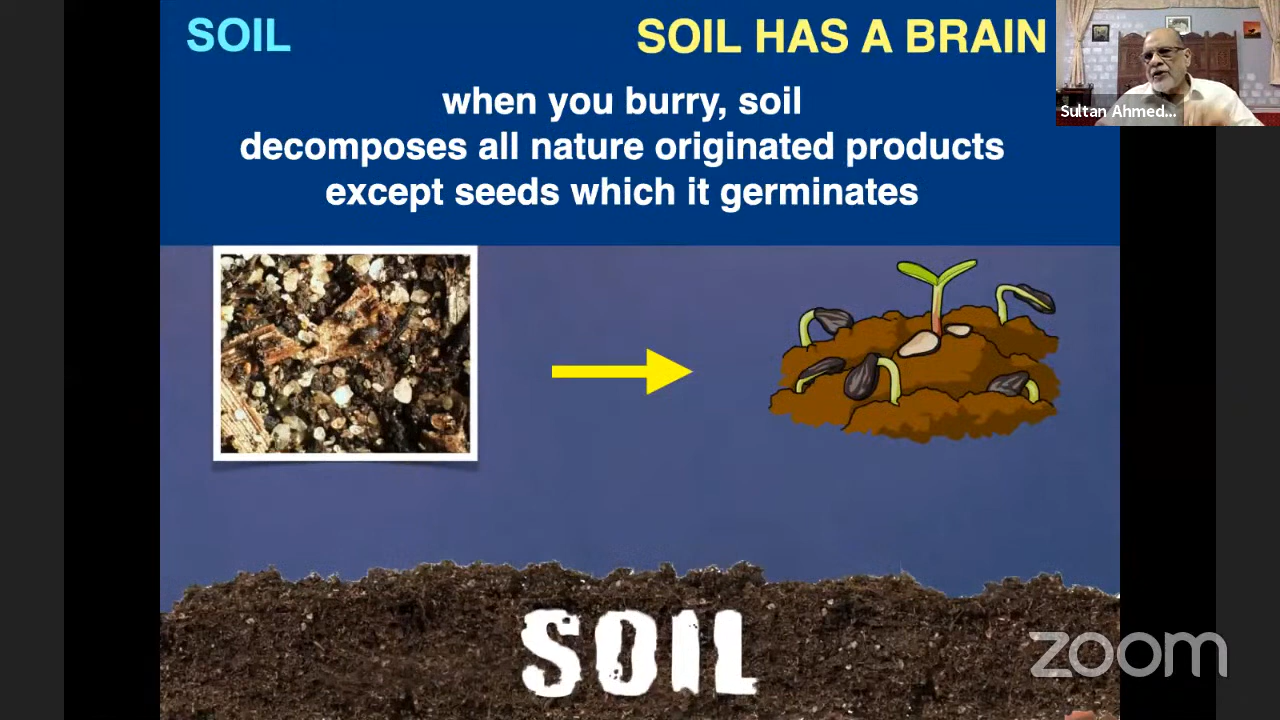 SOIL
SOIL HAS A BRAIN
when you burry, soil
decomposes all nature originated products
except seeds which it germinates
Sultan Ahmed...
SOIL
zoom